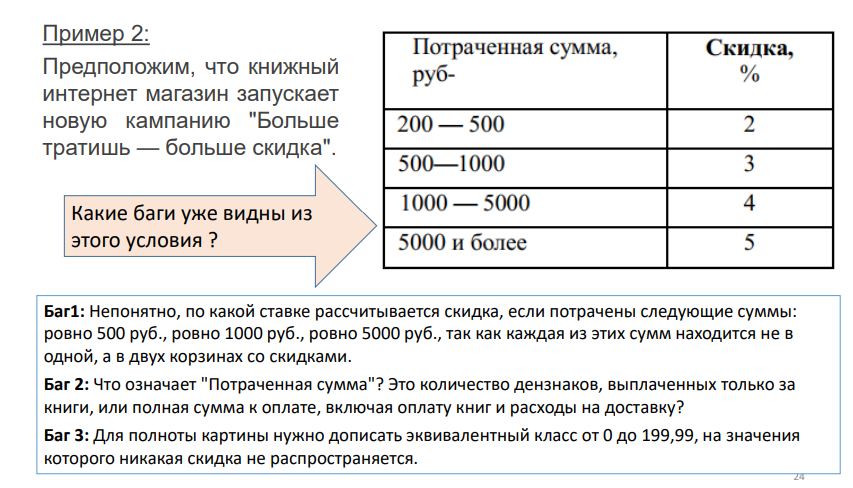 Пример 2:
Предположим, что книжный
интернет магазин запускает
новую кампанию "Больше
тратишь — больше скидка".
Какие баги уже видны из
этого условия ?
Потраченная сумма, Скидка,
руб- %
200 — 500 2
500—1000 3
1000 — 5000 4
5000 и более 5
Баг1: Непонятно, по какой ставке рассчитывается скидка, если потрачены следующие суммы:
ровно 500 руб., ровно 1000 руб., ровно 5000 руб., так как каждая из этих сумм находится не в
одной, а в двух корзинах со скидками.
Баг 2: Что означает "Потраченная сумма"? Это количество дензнаков, выплаченных только за
книги, или полная сумма к оплате, включая оплату книг и расходы на доставку?
Баг 3: Для полноты картины нужно дописать эквивалентный класс от 0 до 199,99, на значения
которого никакая скидка не распространяется.
24